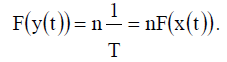 F(y(t)) = n 1/T = nF(x(t)).